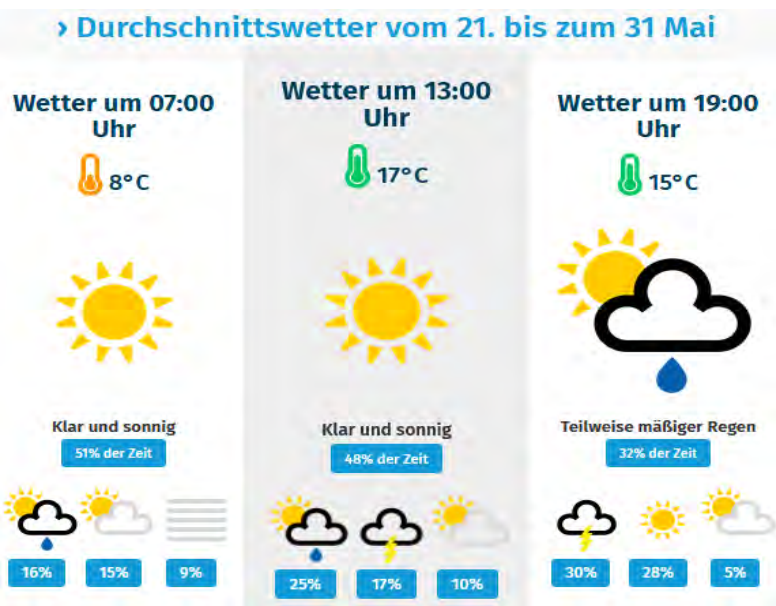 › Durchschnittswetter vom 21. bis zum 31 Mai
Wetter um 07:00
Uhr
8°C
Klar und sonnig
51% der Zeit
16% 15% 9%
Wetter um 13:00
Uhr
17°C
Klar und sonnig
48% der Zeit
25% 17% 10%
Wetter um 19:00
Uhr
15°C
Teilweise mäßiger Regen
32% der Zeit
30% 28% 5%